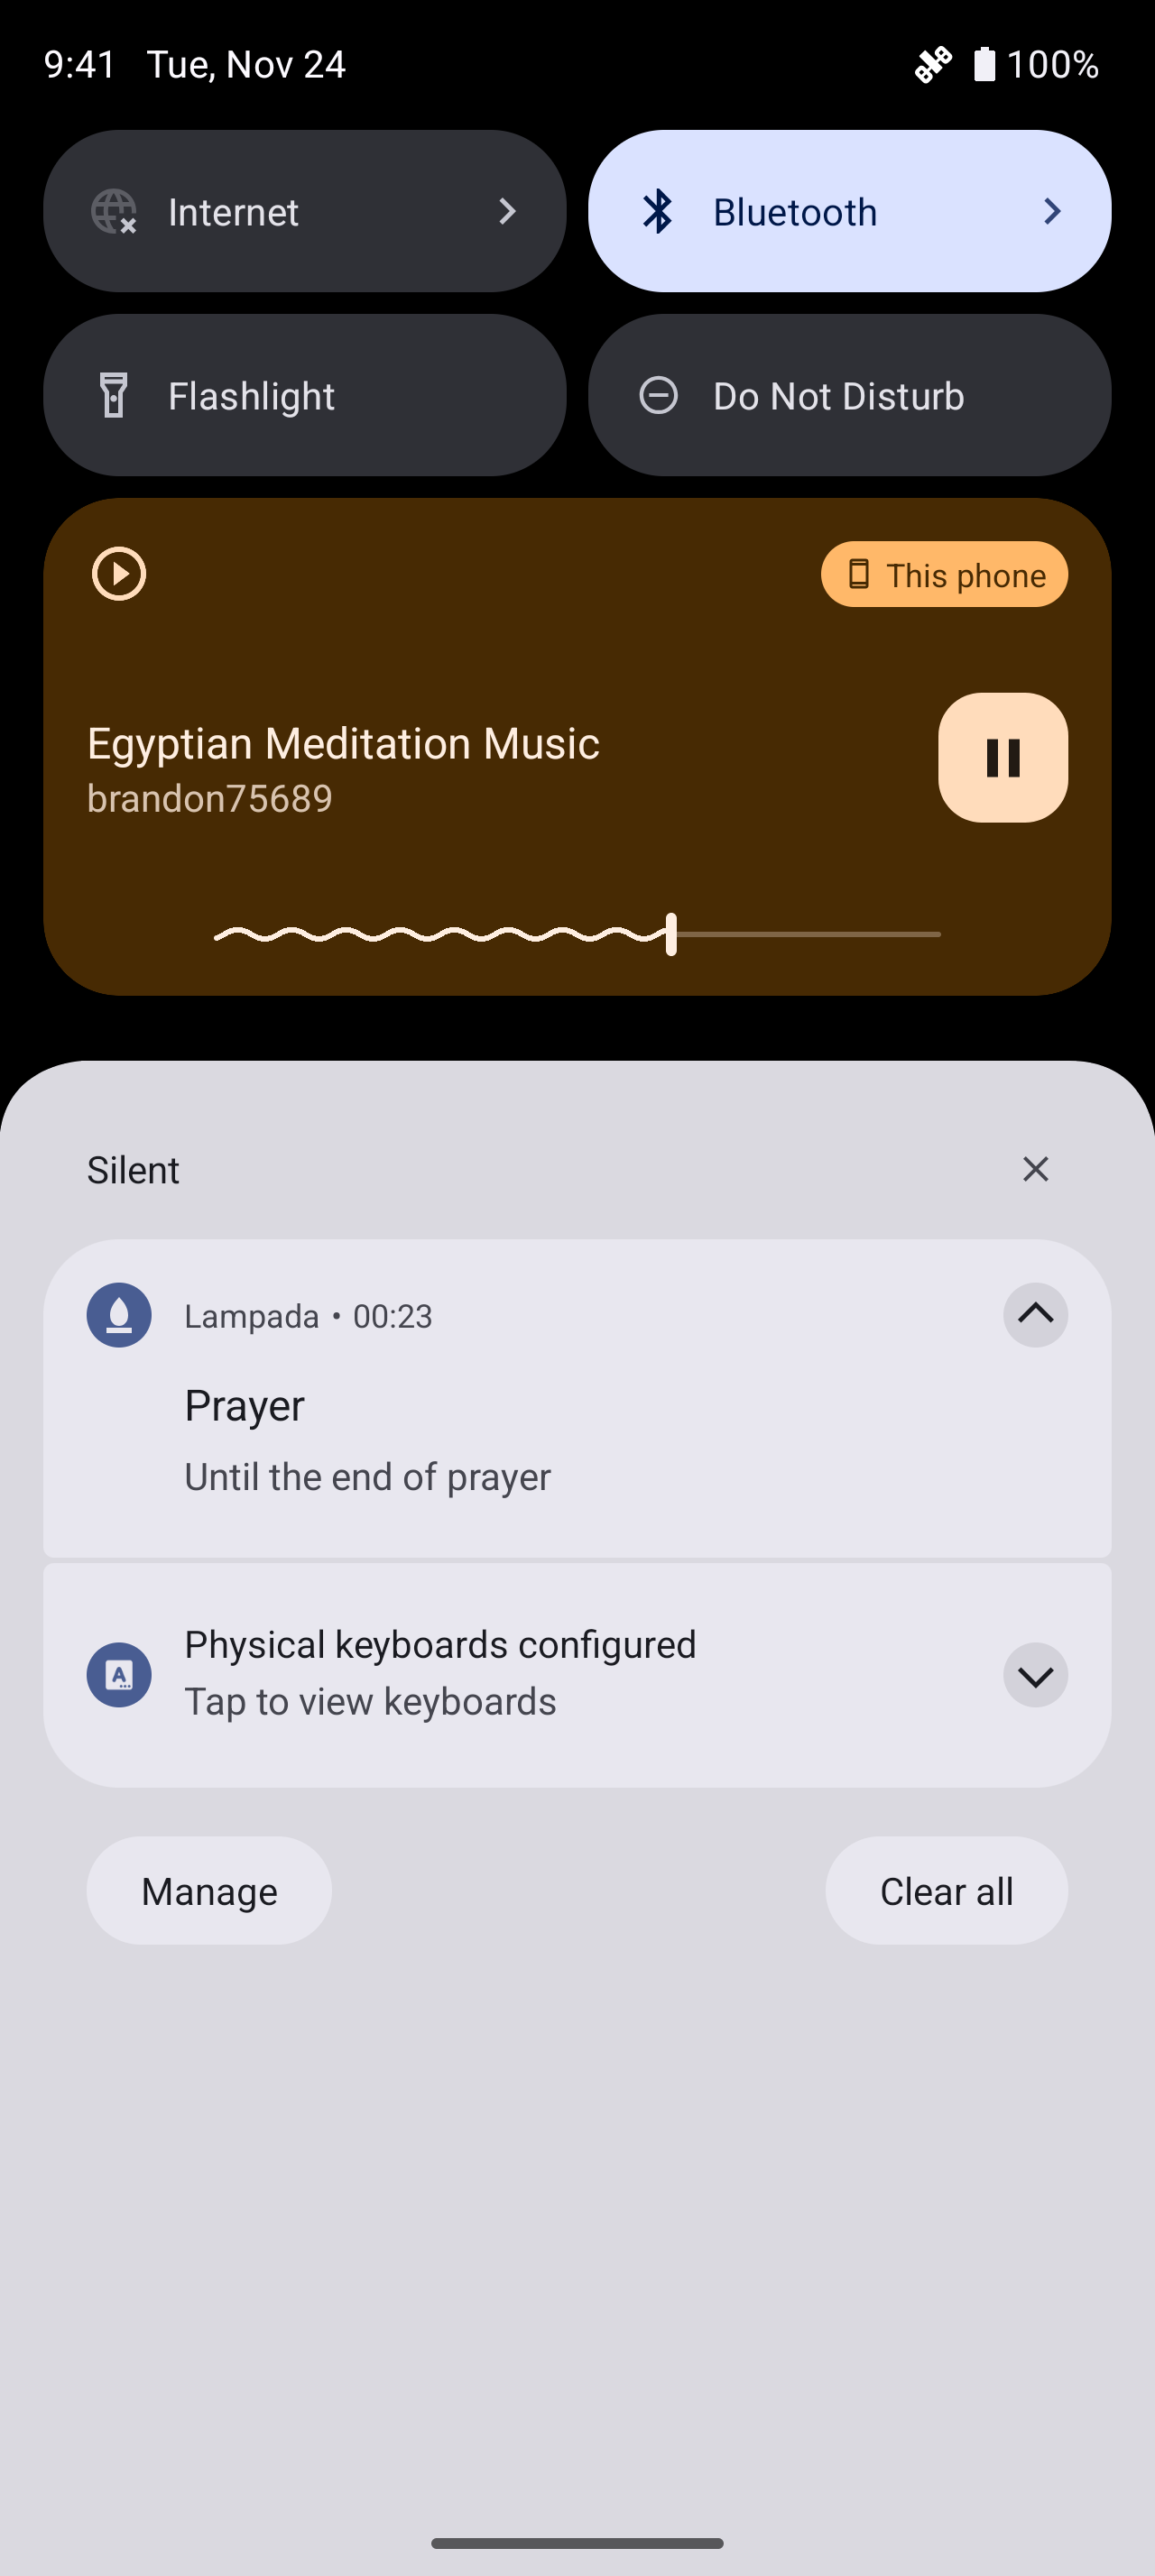 9:41 Tue, Nov 24
100%
Internet
Bluetooth
Flashlight
Do Not Disturb
This phone
Egyptian Meditation Music
brandon75689
Silent
Lampada • 00:23
Prayer
Until the end of prayer
Physical keyboards configured
Tap to view keyboards
Manage
Clear all